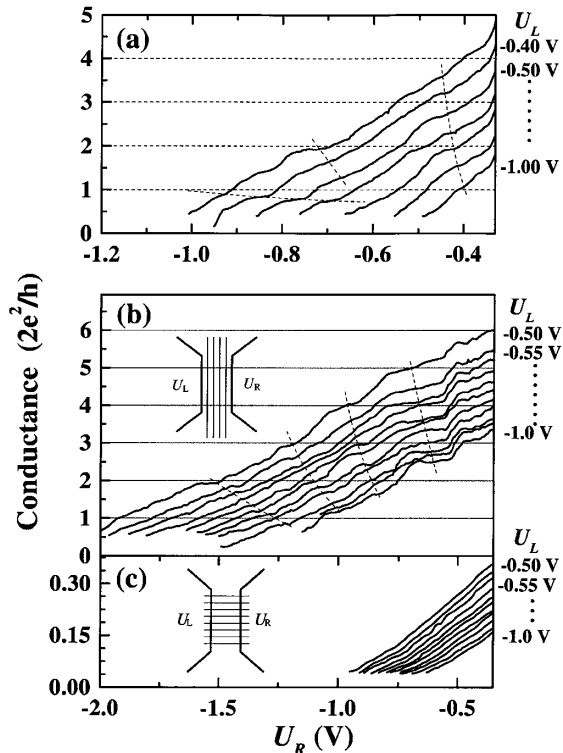 U_L
(a)
5
-0.40 V
4
-0.50 V
3
2
1
-1.00 V
0
-1.2 -1.0 -0.8 -0.6 -0.4
Conductance (2e²/h)
(b)
U_L
6
-0.50 V
5
-0.55 V
4
U_L U_R
3
2
-1.0 V
1
0
(c)
U_L
-0.50 V
0.30
-0.55 V
U_L U_R
0.15
-1.0 V
0.00
-2.0 -1.5 -1.0 -0.5
U_R (V)